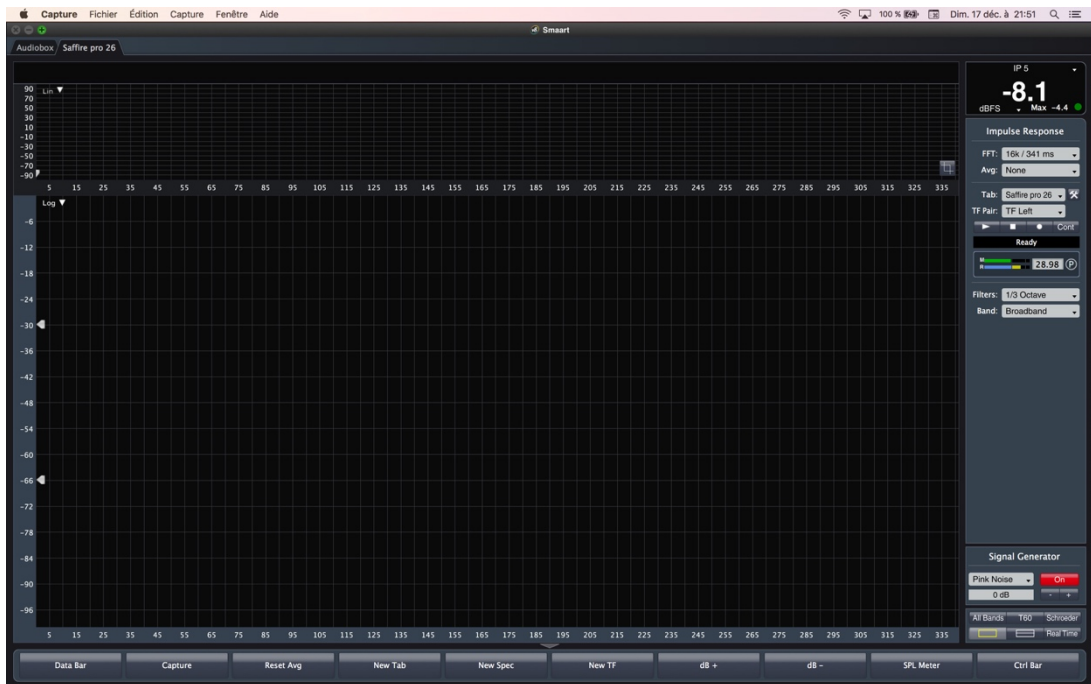 Capture Fichier Édition Capture Fenêtre Aide 100 % Dim. 17 déc. à 21:51
Smaart
Audiobox Saffire pro 26
90 Lin
70
50
30
10
-10
-30
-50
-70
-90
5 15 25 35 45 55 65 75 85 95 105 115 125 135 145 155 165 175 185 195 205 215 225 235 245 255 265 275 285 295 305 315 325 335
Log
-6
-12
-18
-24
-30
-36
-42
-48
-54
-60
-66
-72
-78
-84
-90
-96
5 15 25 35 45 55 65 75 85 95 105 115 125 135 145 155 165 175 185 195 205 215 225 235 245 255 265 275 285 295 305 315 325 335
IP 5
-8.1
dBFS Max -4.4
Impulse Response
FFT: 16k / 341 ms
Avg: None
Tab: Saffire pro 26
TF Pair: TF Left
Cont
Ready
M
R 28.98 P
Filters: 1/3 Octave
Band: Broadband
Signal Generator
Pink Noise On
0 dB - +
All Bands T60 Schroeder
Real Time
Data Bar Capture Reset Avg New Tab New Spec New TF dB + dB - SPL Meter Ctrl Bar